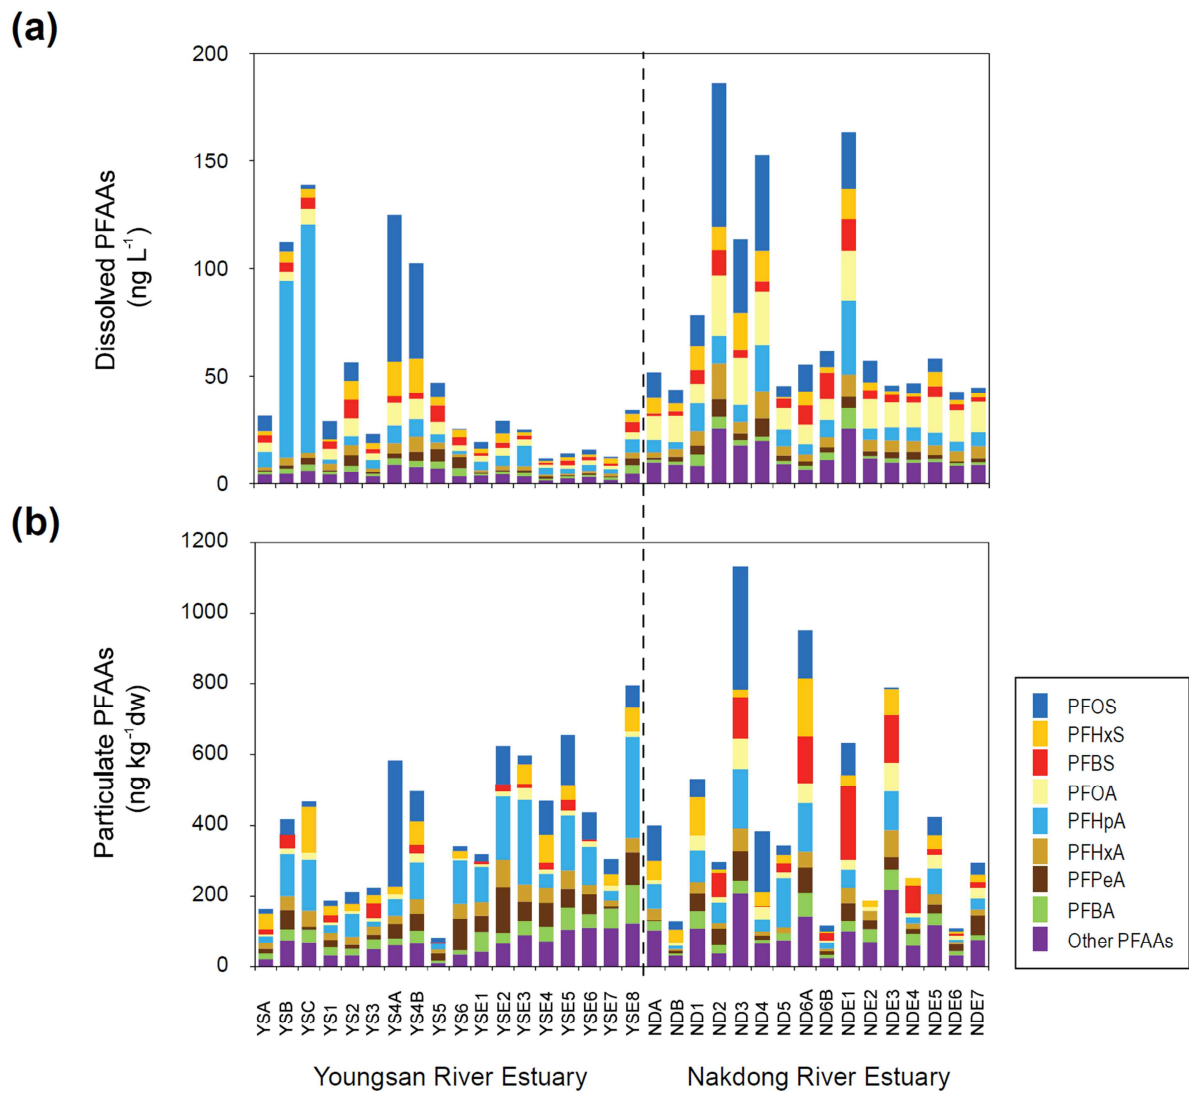 (a)
200
150
100
50
0
Dissolved PFAAs
(ng L⁻¹)
(b)
1200
1000
800
600
400
200
0
Particulate PFAAs
(ng kg⁻¹dw)
PFOS
PFHxS
PFBS
PFOA
PFHpA
PFHxA
PFPeA
PFBA
Other PFAAs
YSA YSB YSC YS1 YS2 YS3 YS4A YS4B YS5 YS6 YSE1 YSE2 YSE3 YSE4 YSE5 YSE6 YSE7 YSE8 NDA NDB ND1 ND2 ND3 ND4 ND5 ND6A ND6B NDE1 NDE2 NDE3 NDE4 NDE5 NDE6 NDE7
Youngsan River Estuary Nakdong River Estuary